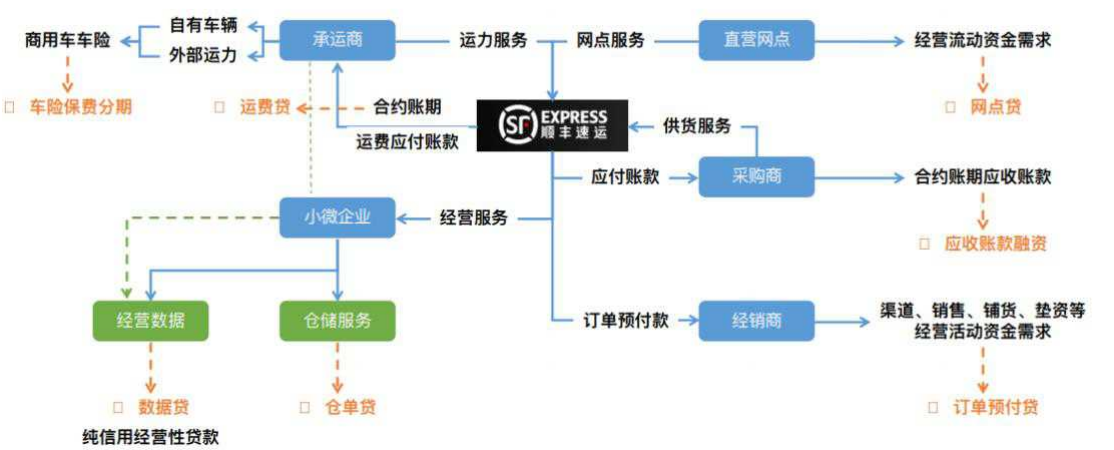 自有车辆
商用车车险
外部运力
承运商
运力服务
网点服务
直营网点
经营流动资金需求
车险保费分期
运费贷
合约账期
运费应付账款
SF EXPRESS
顺丰速运
供货服务
网点贷
应付账款
采购商
合约账期应收账款
小微企业
经营服务
应收账款融资
经营数据
仓储服务
订单预付款
经销商
渠道、销售、铺货、垫资等
经营活动资金需求
数据贷
仓单贷
订单预付贷
纯信用经营性贷款